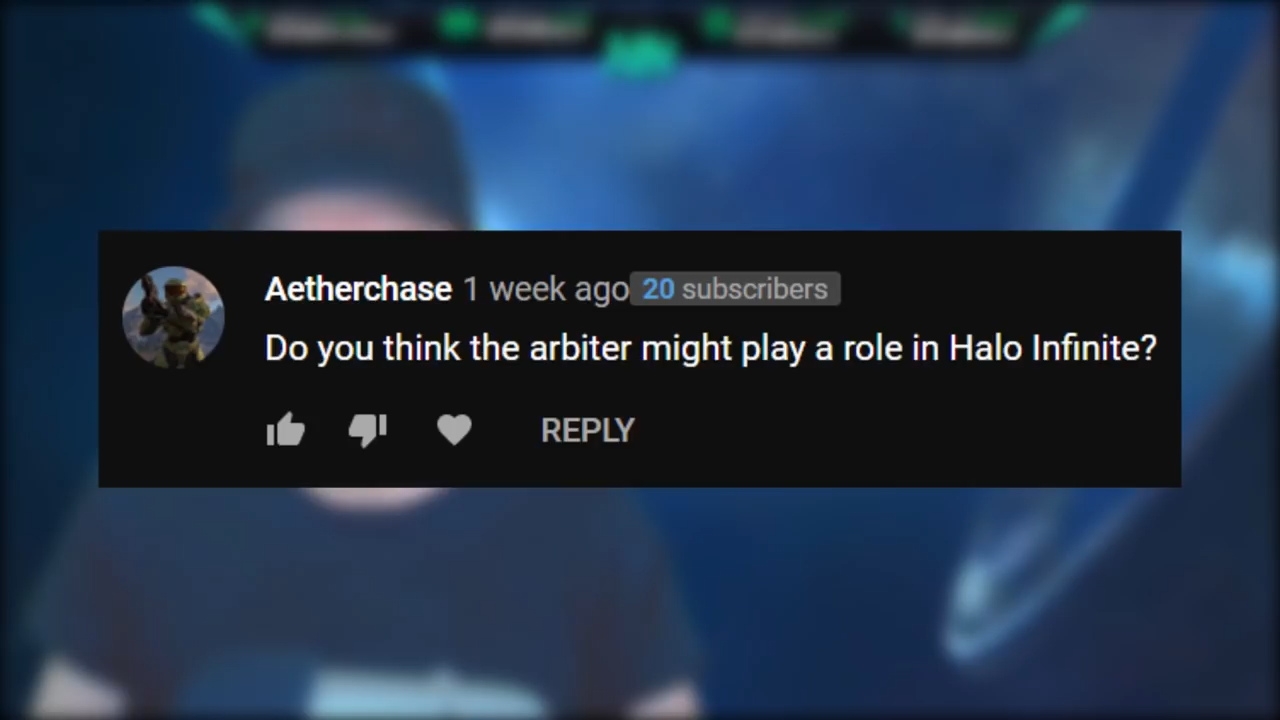 Aetherchase 1 week ago 20 subscribers
Do you think the arbiter might play a role in Halo Infinite?
REPLY